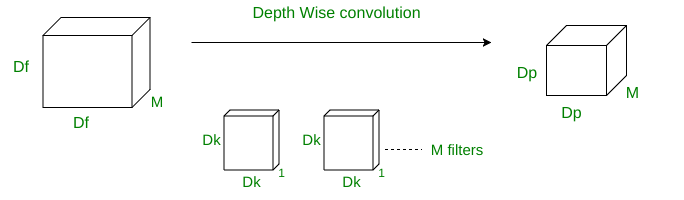 Depth Wise convolution
Df
Df
M
Dp
Dp
M
Dk
Dk
1
Dk
Dk
1
M filters